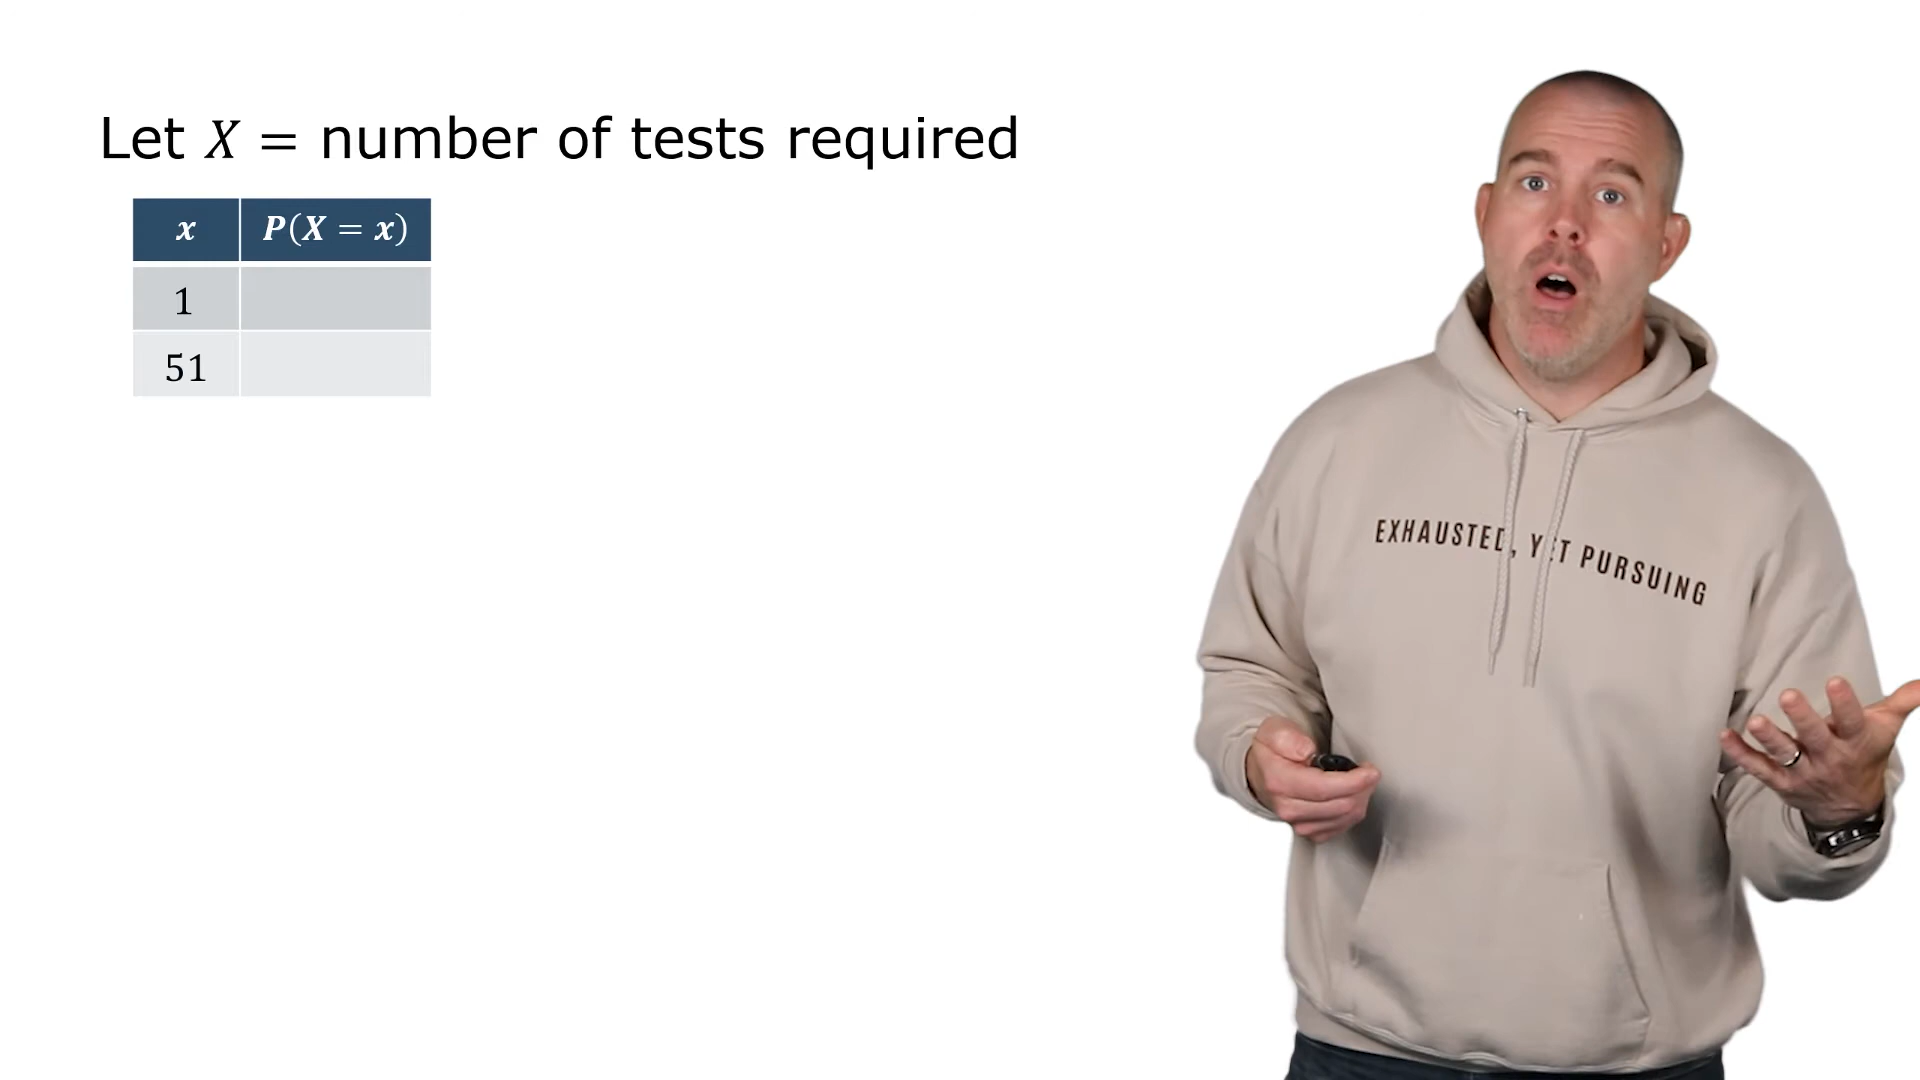 Let X = number of tests required
x P(X = x)
1
51
EXHAUSTED, YET PURSUING